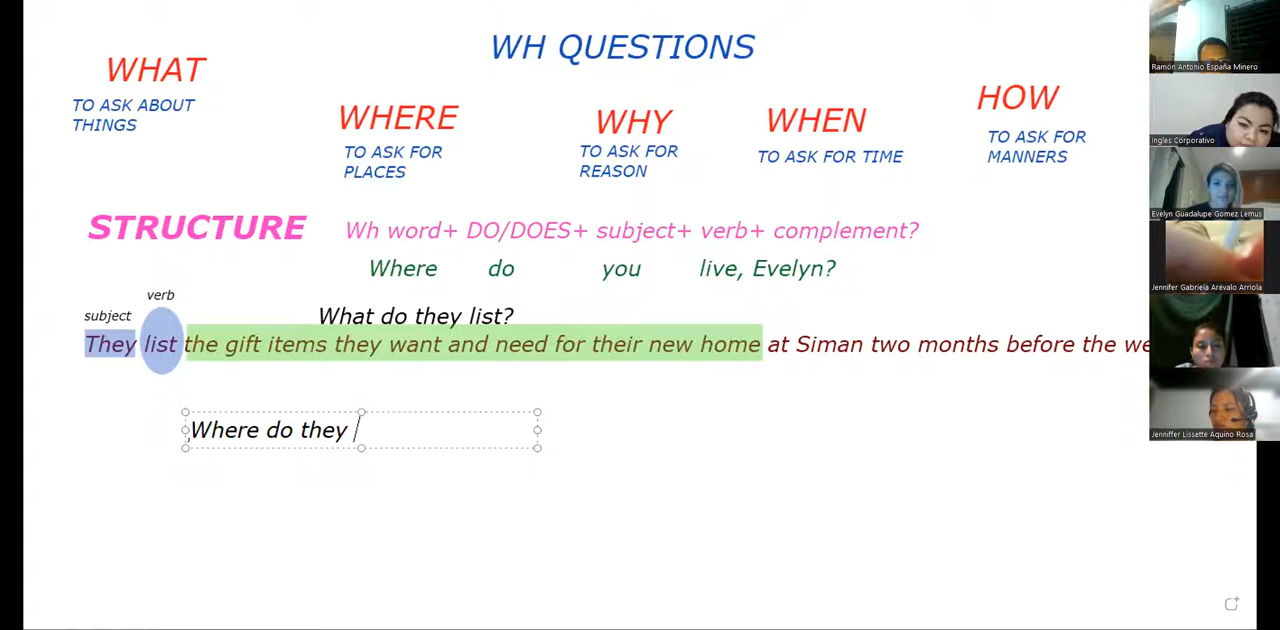 WH QUESTIONS
WHAT
TO ASK ABOUT
THINGS
WHERE
TO ASK FOR
PLACES
WHY
TO ASK FOR
REASON
WHEN
TO ASK FOR TIME
HOW
TO ASK FOR
MANNERS
STRUCTURE
Wh word+ DO/DOES+ subject+ verb+ complement?
Where do you live, Evelyn?
verb
subject
What do they list?
They list the gift items they want and need for their new home at Siman two months before the we
Where do they
Ramón Antonio España Minero
Ingles Corporativo
Evelyn Guadalupe Gomez Lemus
Jennifer Gabriela Arévalo Arriola
Jenniffer Lissette Aquino Rosa